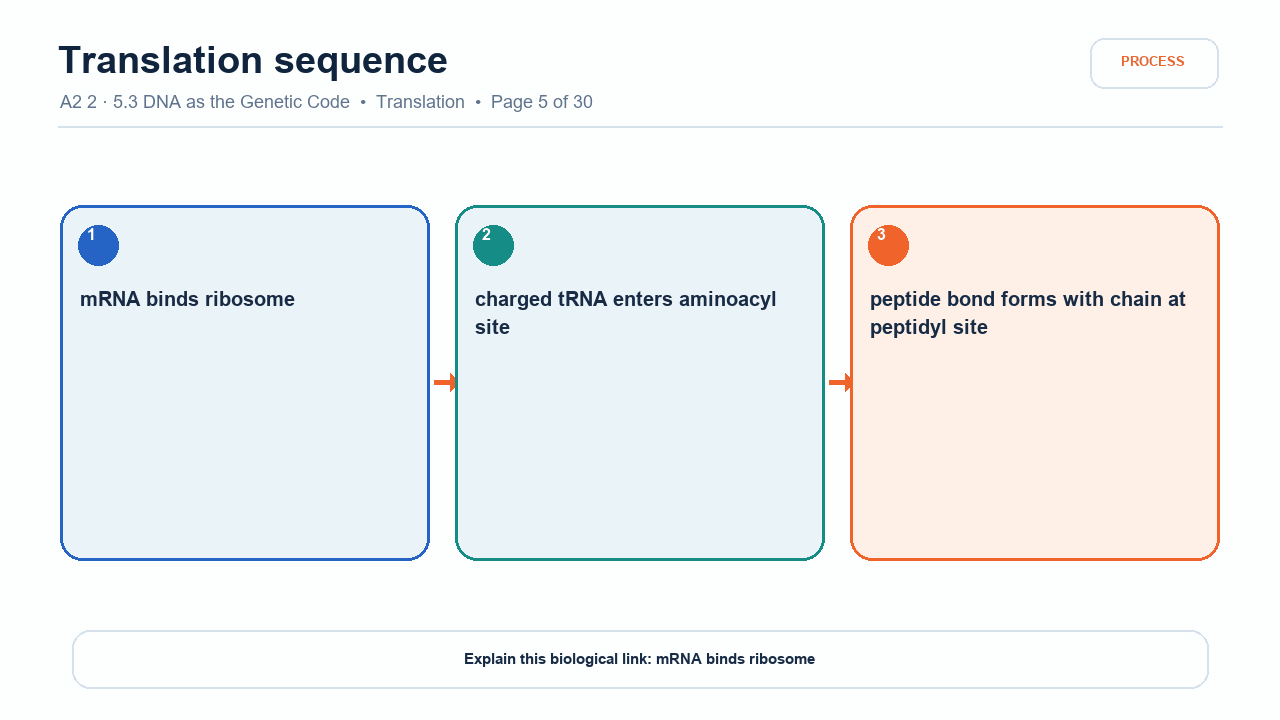 Translation sequence
PROCESS
A2 2 · 5.3 DNA as the Genetic Code • Translation • Page 5 of 30
1
mRNA binds ribosome
2
charged tRNA enters aminoacyl
site
3
peptide bond forms with chain at
peptidyl site
Explain this biological link: mRNA binds ribosome